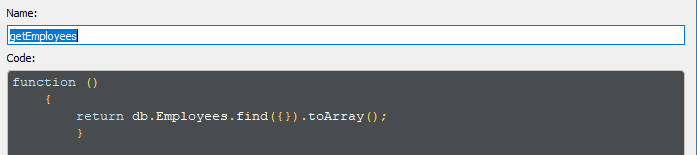 Name:
getEmployees
Code:
function ()
{
return db.Employees.find({}).toArray();
}